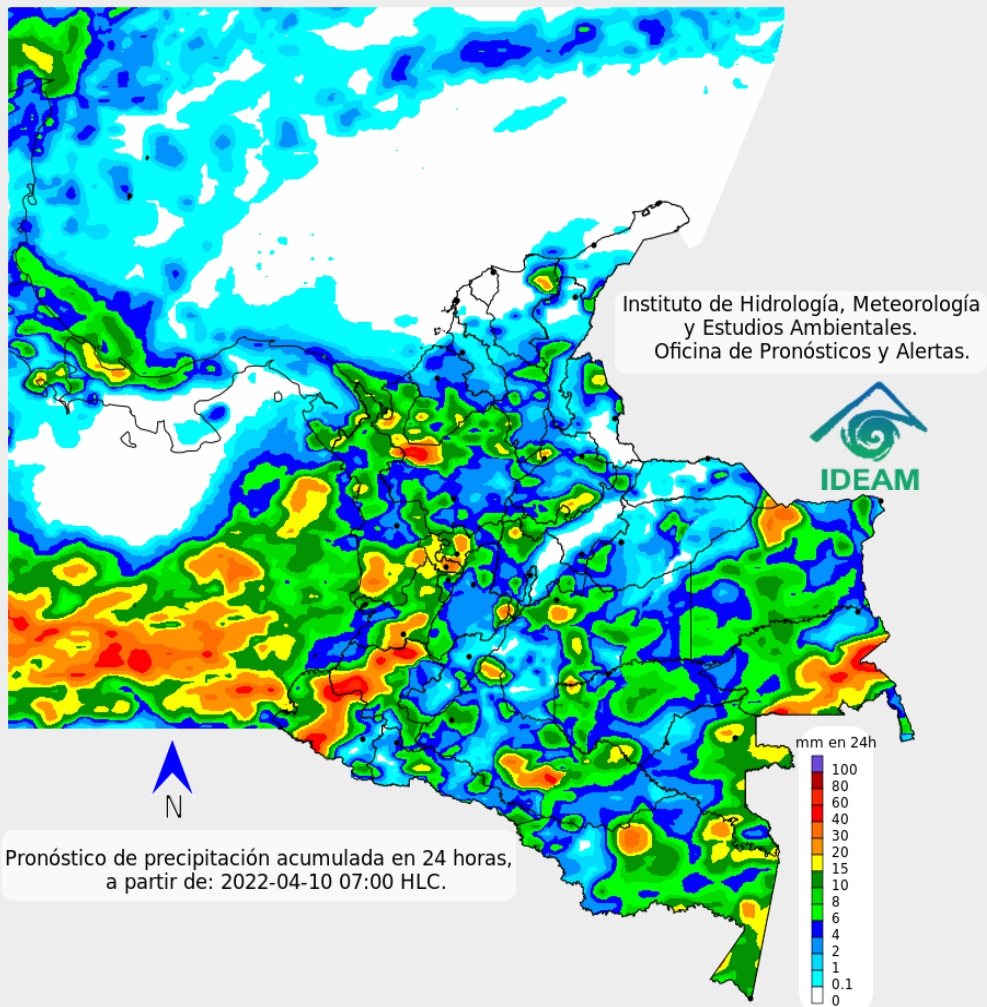 Instituto de Hidrología, Meteorología
y Estudios Ambientales.
Oficina de Pronósticos y Alertas.
IDEAM
mm en 24h
100
80
60
40
30
20
15
10
8
6
4
2
1
0.1
0
N
Pronóstico de precipitación acumulada en 24 horas,
a partir de: 2022-04-10 07:00 HLC.